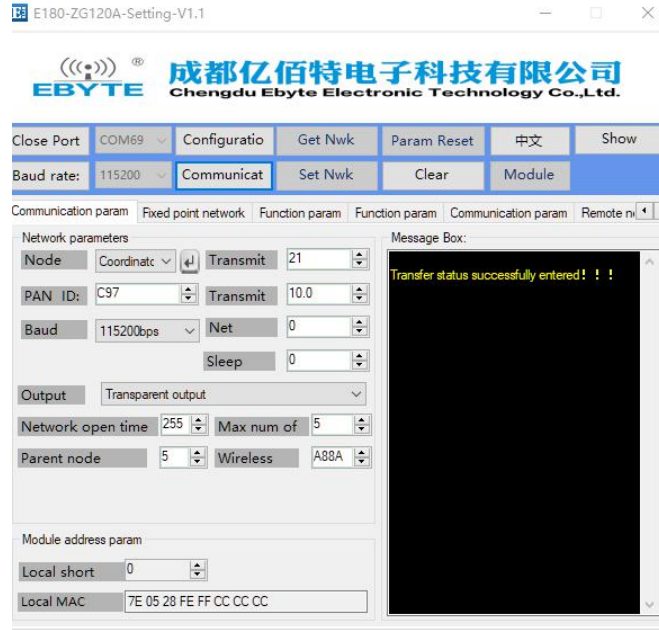 E180-ZG120A-Setting-V1.1
EBYTE ® 成都亿佰特电子科技有限公司
Chengdu Ebyte Electronic Technology Co.,Ltd.
Close Port COM69 Configuratio Get Nwk Param Reset 中文 Show
Baud rate: 115200 Communicat Set Nwk Clear Module
Communication param Fixed point network Function param Function param Communication param Remote n
Network parameters
Node Coordinatc Transmit 21
PAN ID: C97 Transmit 10.0
Baud 115200bps Net 0
Sleep 0
Output Transparent output
Network open time 255 Max num of 5
Parent node 5 Wireless A88A
Module address param
Local short 0
Local MAC 7E 05 28 FE FF CC CC CC
Message Box:
Transfer status successfully entered! ! !